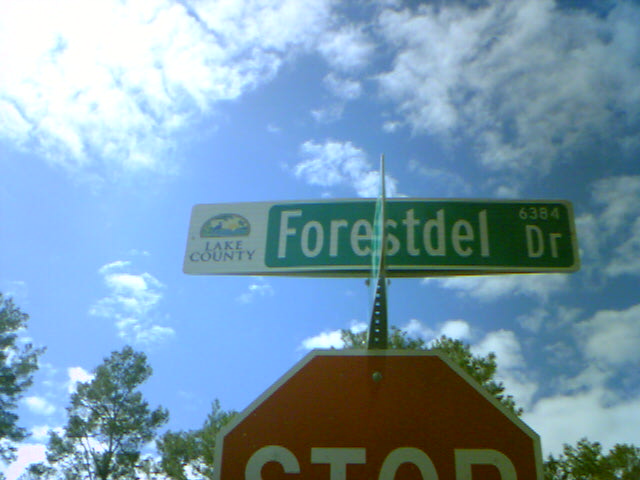 LAKE
COUNTY
Forestdel Dr
6384
STOP